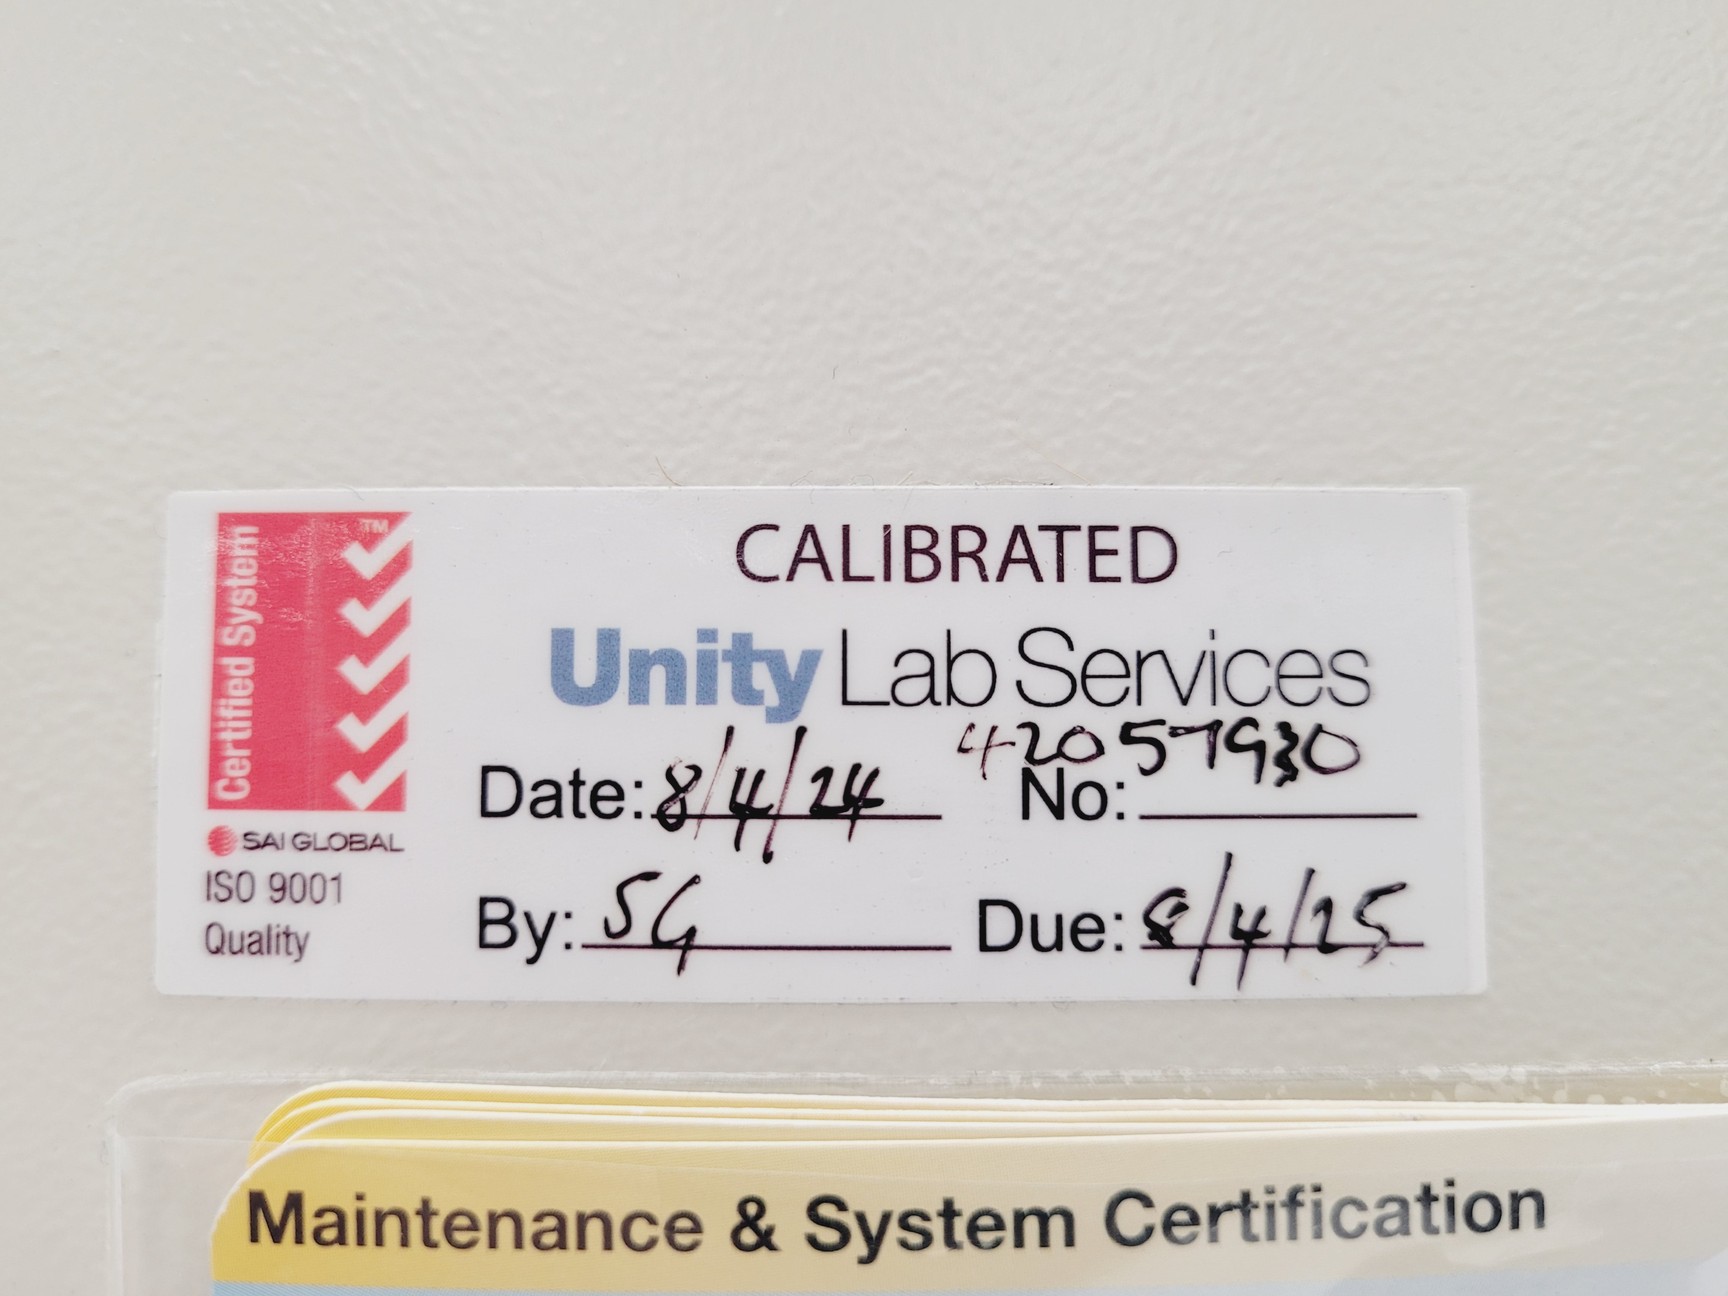 Certified System
TM
SAI GLOBAL
ISO 9001
Quality
CALIBRATED
Unity Lab Services
Date: 8/4/24 No: 42057930
By: SG Due: 8/4/25
Maintenance & System Certification